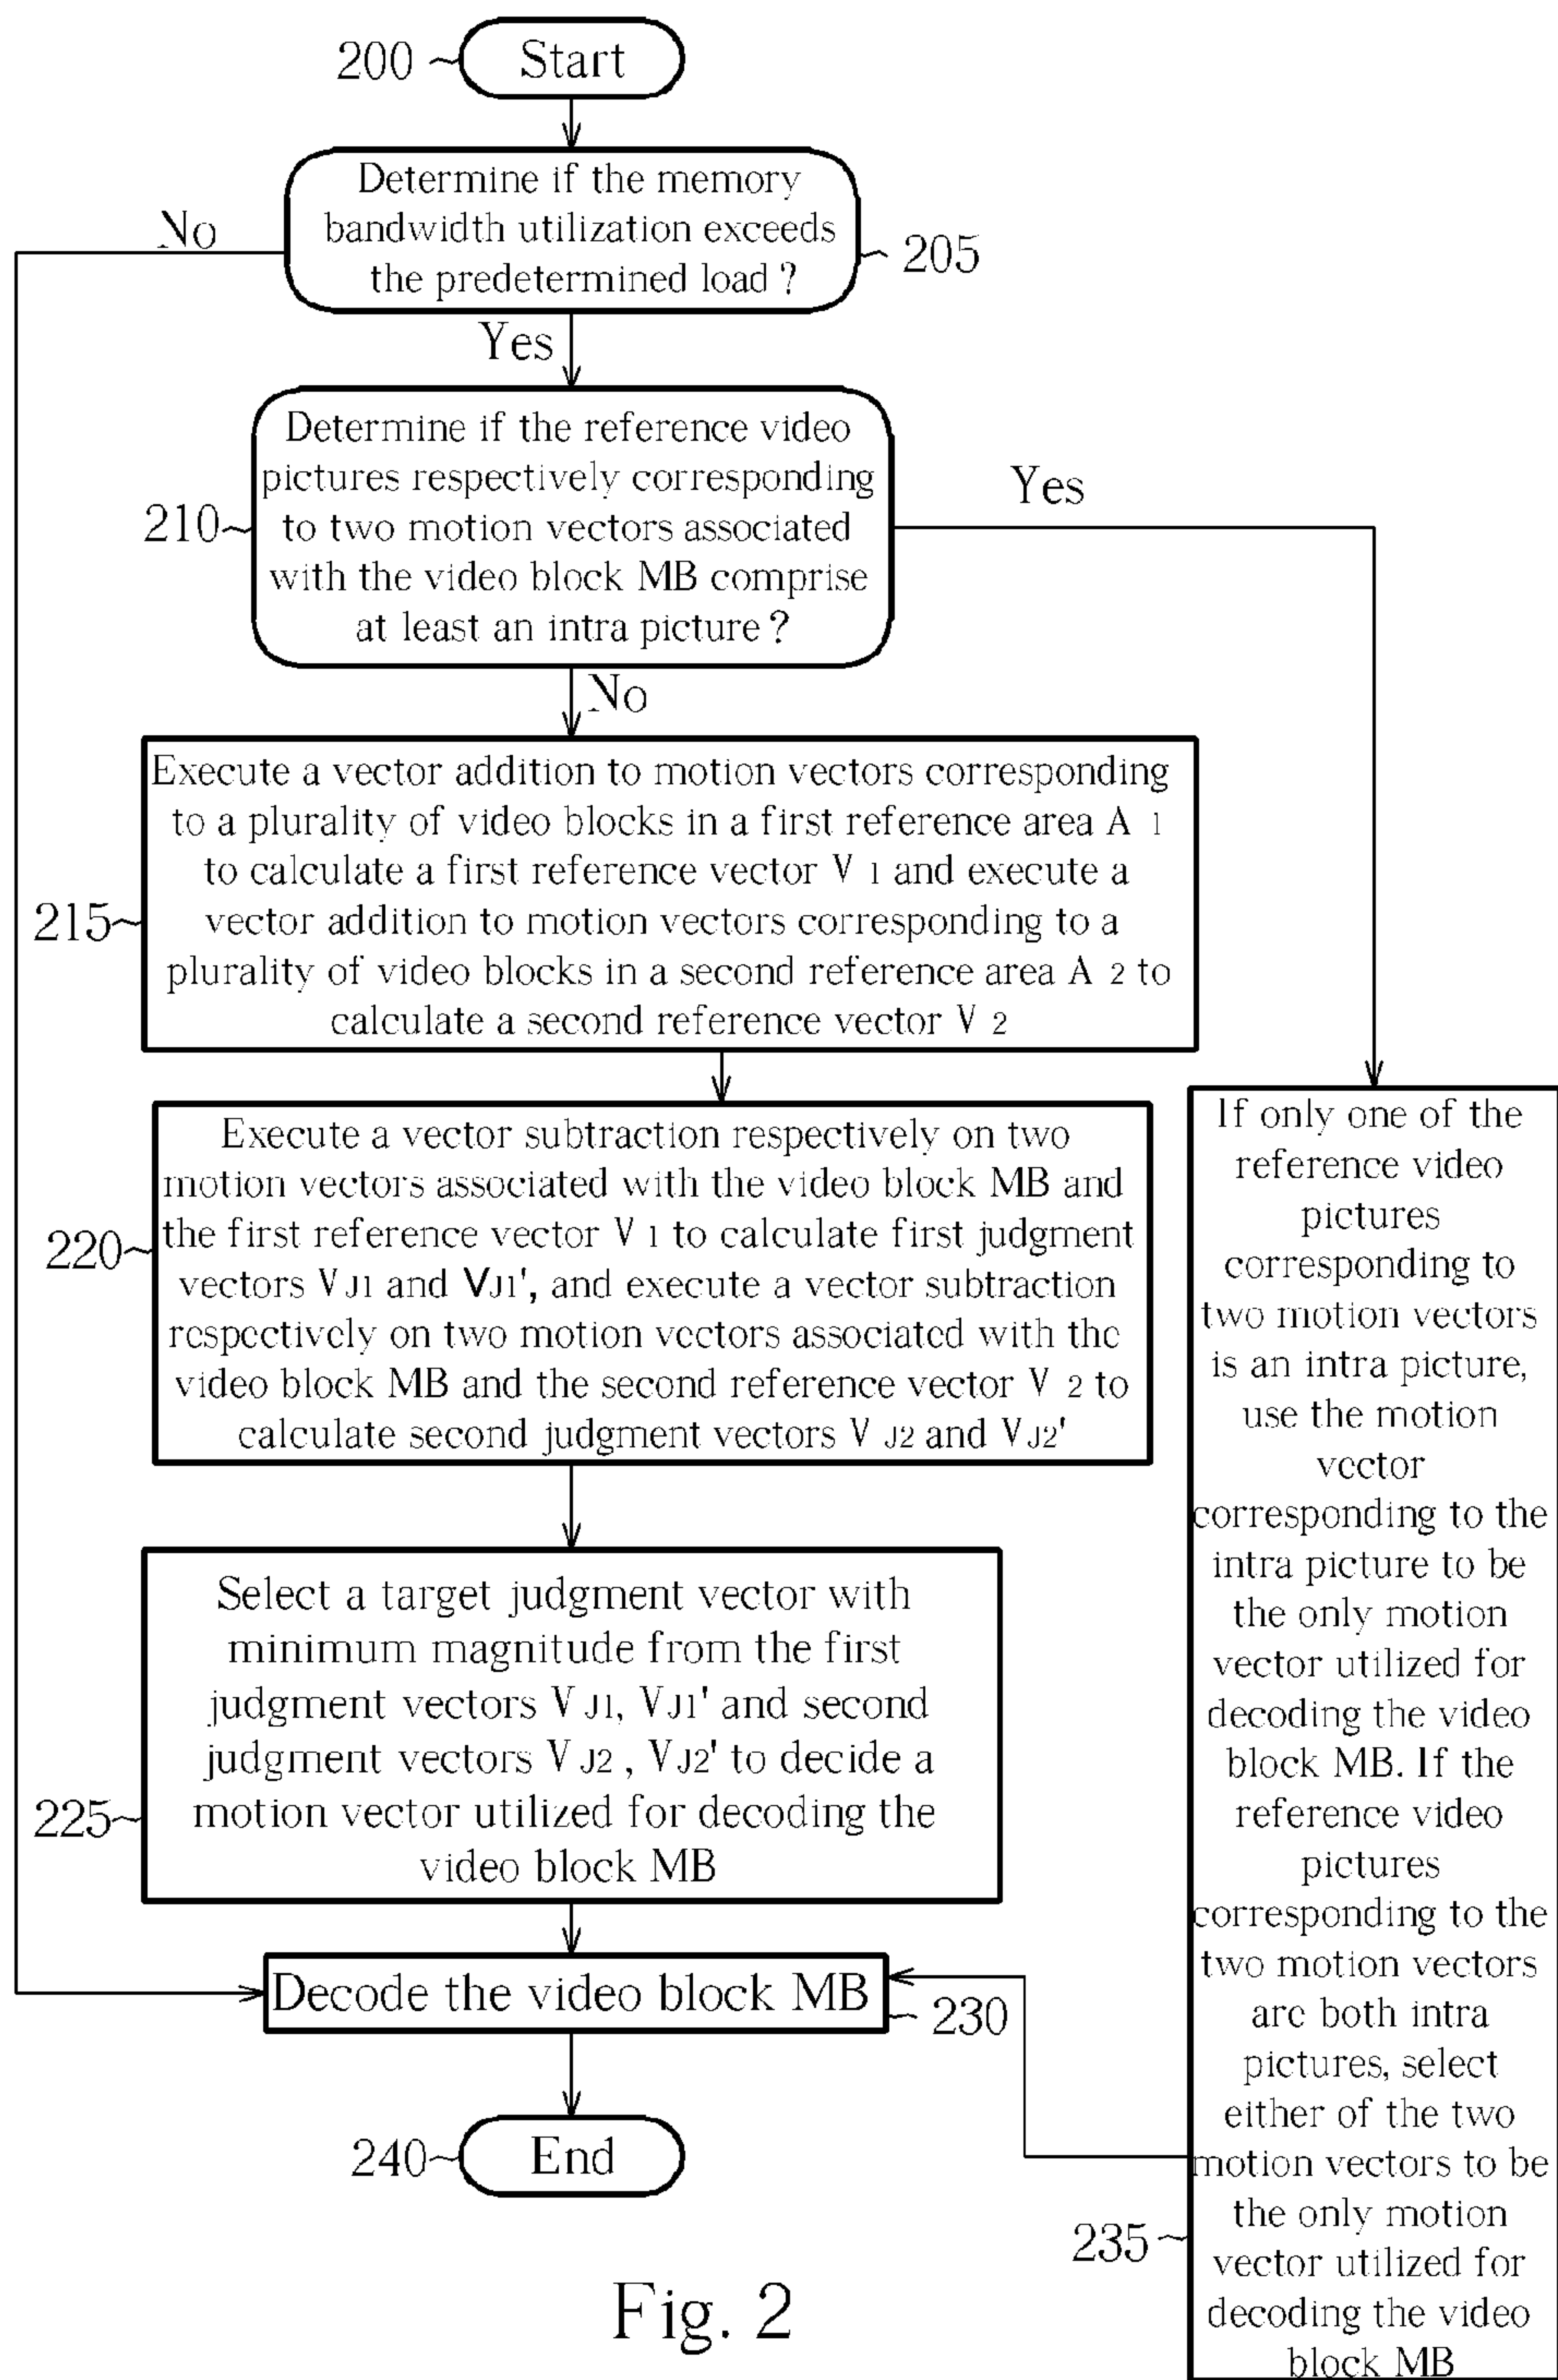 200
Start
Determine if the memory
bandwidth utilization exceeds
the predetermined load?
205
No
Yes
Determine if the reference video
pictures respectively corresponding
to two motion vectors associated
with the video block MB comprise
at least an intra picture?
210
Yes
No
Execute a vector addition to motion vectors corresponding
to a plurality of video blocks in a first reference area A 1
to calculate a first reference vector V 1 and execute a
vector addition to motion vectors corresponding to a
plurality of video blocks in a second reference area A 2 to
calculate a second reference vector V 2
215
Execute a vector subtraction respectively on two
motion vectors associated with the video block MB and
the first reference vector V 1 to calculate first judgment
vectors VJ1 and VJ1', and execute a vector subtraction
respectively on two motion vectors associated with the
video block MB and the second reference vector V 2 to
calculate second judgment vectors V J2 and VJ2'
220
Select a target judgment vector with
minimum magnitude from the first
judgment vectors V J1, VJ1' and second
judgment vectors V J2 , VJ2' to decide a
motion vector utilized for decoding the
video block MB
225
Decode the video block MB
230
240
End
If only one of the
reference video
pictures
corresponding to
two motion vectors
is an intra picture,
use the motion
vector
corresponding to the
intra picture to be
the only motion
vector utilized for
decoding the video
block MB. If the
reference video
pictures
corresponding to the
two motion vectors
are both intra
pictures, select
either of the two
motion vectors to be
the only motion
vector utilized for
decoding the video
block MB
235
Fig. 2